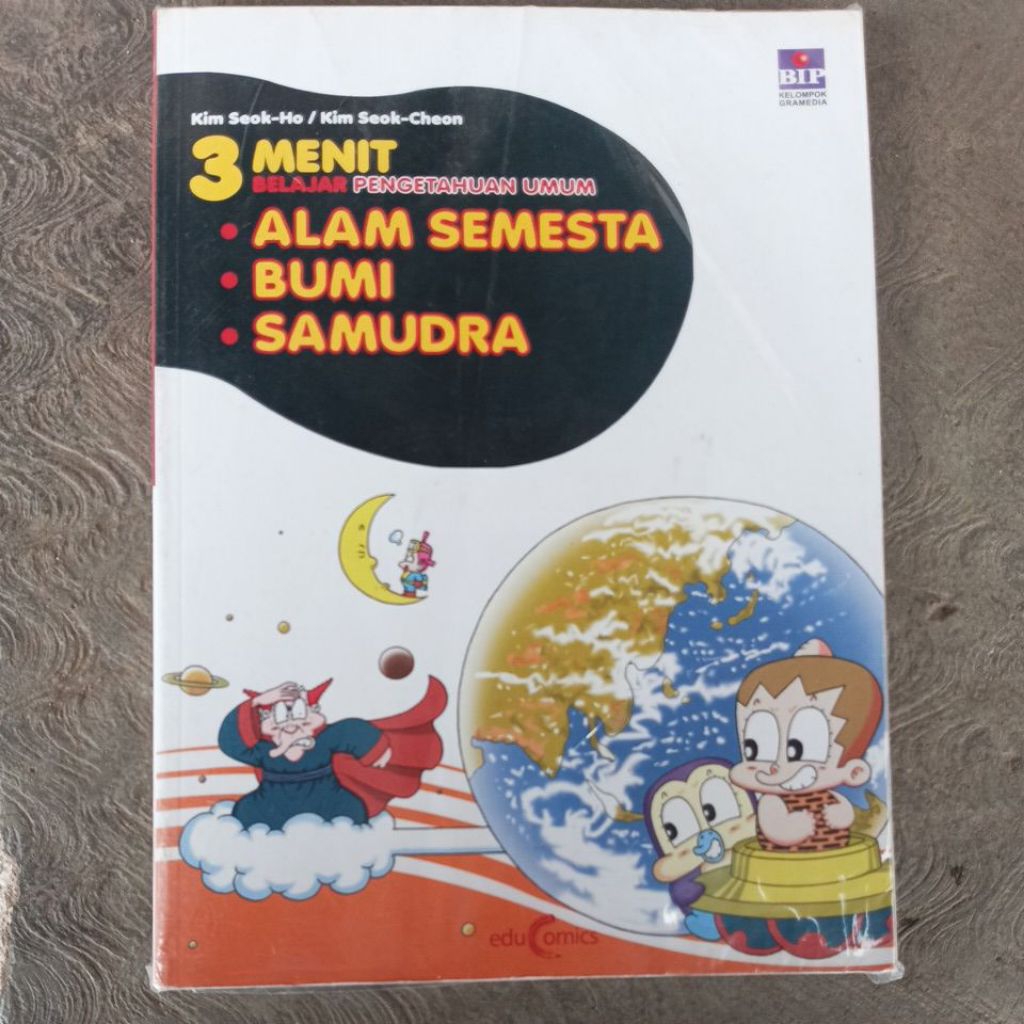 BIP
KELOMPOK
GRAMEDIA
Kim Seok-Ho / Kim Seok-Cheon
3 MENIT
BELAJAR PENGETAHUAN UMUM
• ALAM SEMESTA
• BUMI
• SAMUDRA
eduComics